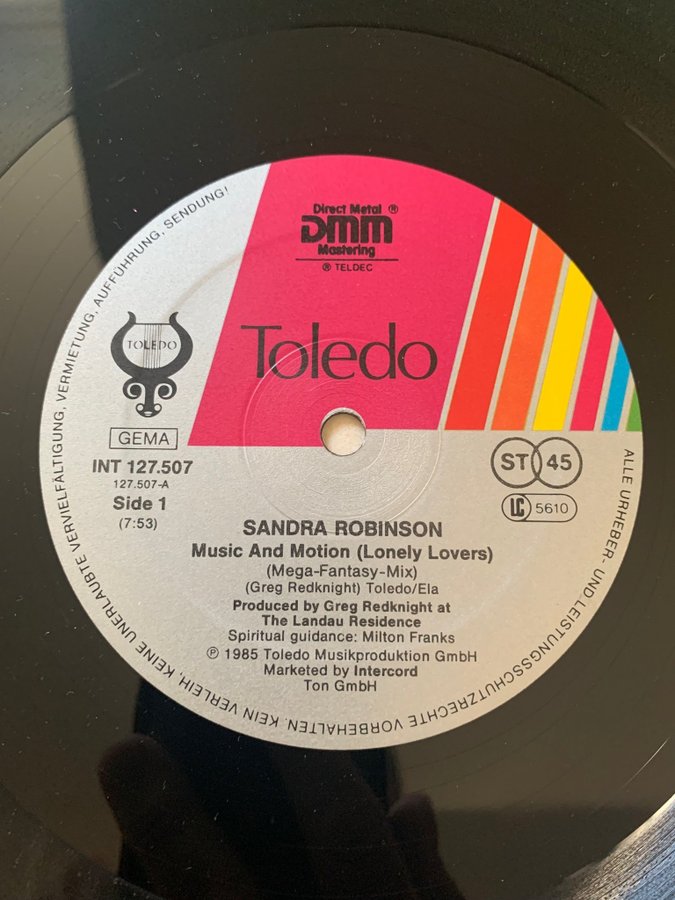 Direct Metal ®
DMM
Mastering
® TELDEC
Toledo
TOLEDO
GEMA
INT 127.507
127.507-A
Side 1
(7:53)
ST 45
LC 5610
SANDRA ROBINSON
Music And Motion (Lonely Lovers)
(Mega-Fantasy-Mix)
(Greg Redknight) Toledo/Ela
Produced by Greg Redknight at
The Landau Residence
Spiritual guidance: Milton Franks
℗ 1985 Toledo Musikproduktion GmbH
Marketed by Intercord
Ton GmbH
ALLE URHEBER- UND LEISTUNGSSCHUTZRECHTE VORBEHALTEN. KEIN VERLEIH, KEINE UNERLAUBTE VERVIELFÄLTIGUNG, VERMIETUNG, AUFFÜHRUNG, SENDUNG!